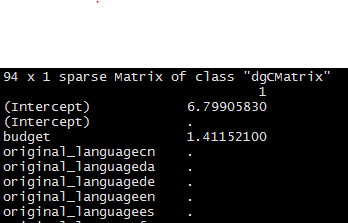 94 x 1 sparse Matrix of class "dgCMatrix"
1
(Intercept) 6.79905830
(Intercept) .
budget 1.41152100
original_languagecn .
original_languageda .
original_languagede .
original_languageen .
original_languagees .